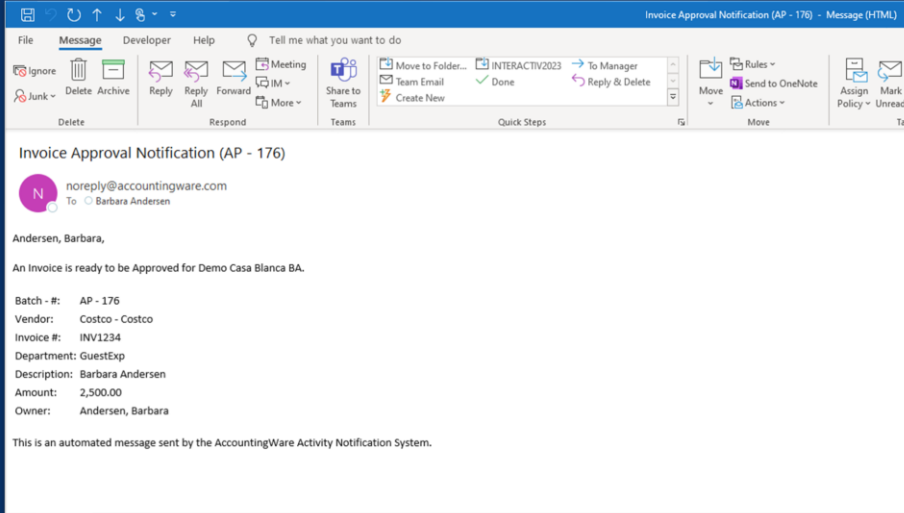 Invoice Approval Notification (AP - 176) - Message (HTML)
File Message Developer Help Tell me what you want to do
Ignore
Junk
Delete
Archive
Reply
Reply All
Forward
Meeting
IM
More
Share to Teams
Move to Folder...
Team Email
Create New
INTERACTIV2023
Done
To Manager
Reply & Delete
Move
Rules
Send to OneNote
Actions
Assign Policy
Mark Unread
Delete Respond Teams Quick Steps Move Ta
Invoice Approval Notification (AP - 176)
N
noreply@accountingware.com
To Barbara Andersen
Andersen, Barbara,
An Invoice is ready to be Approved for Demo Casa Blanca BA.
Batch - #: AP - 176
Vendor: Costco - Costco
Invoice #: INV1234
Department: GuestExp
Description: Barbara Andersen
Amount: 2,500.00
Owner: Andersen, Barbara
This is an automated message sent by the AccountingWare Activity Notification System.